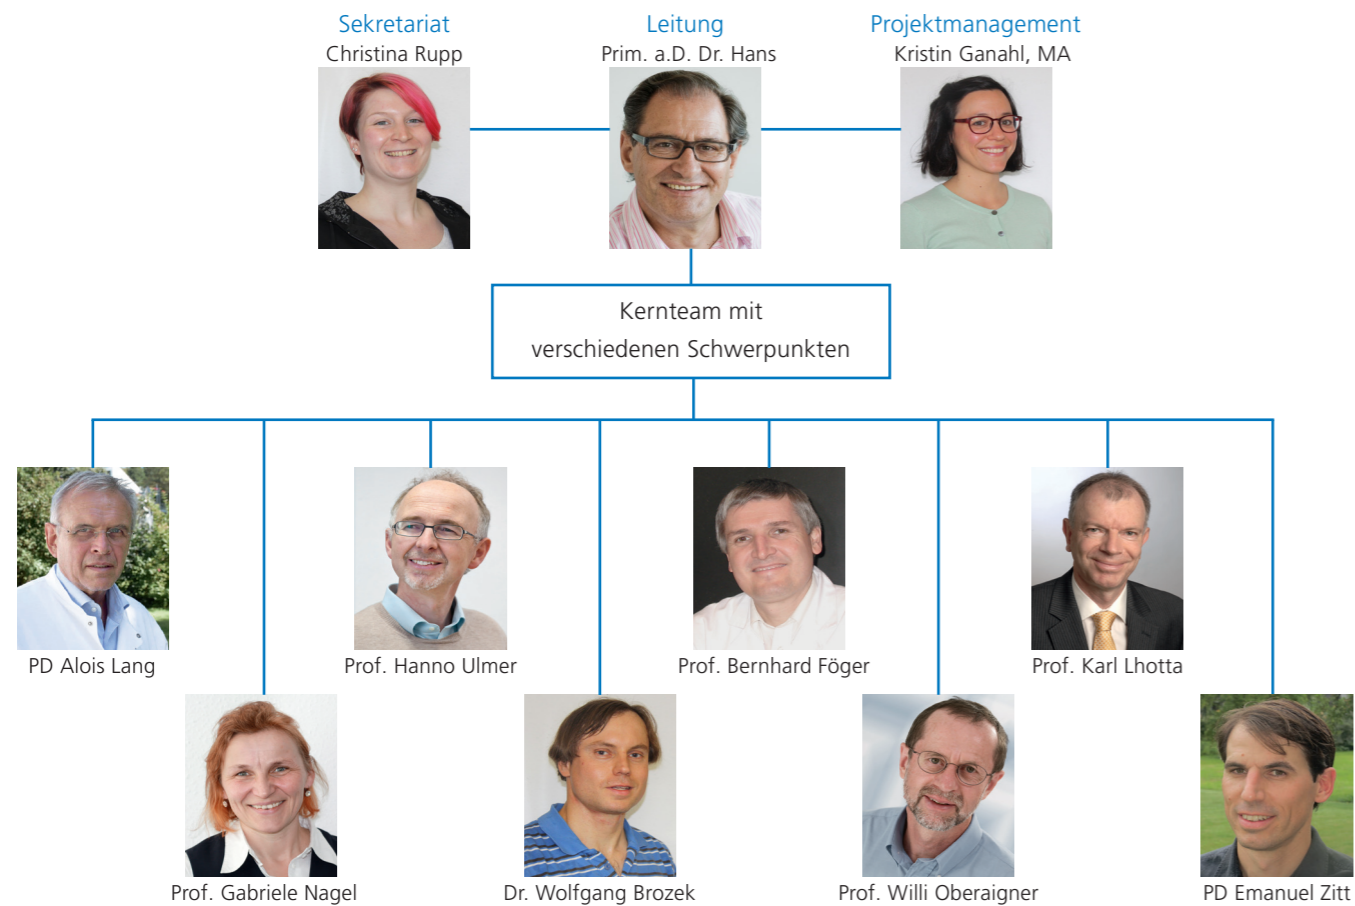 Sekretariat
Christina Rupp
Leitung
Prim. a.D. Dr. Hans
Projektmanagement
Kristin Ganahl, MA
Kernteam mit
verschiedenen Schwerpunkten
PD Alois Lang
Prof. Hanno Ulmer
Prof. Bernhard Föger
Prof. Karl Lhotta
Prof. Gabriele Nagel
Dr. Wolfgang Brozek
Prof. Willi Oberaigner
PD Emanuel Zitt